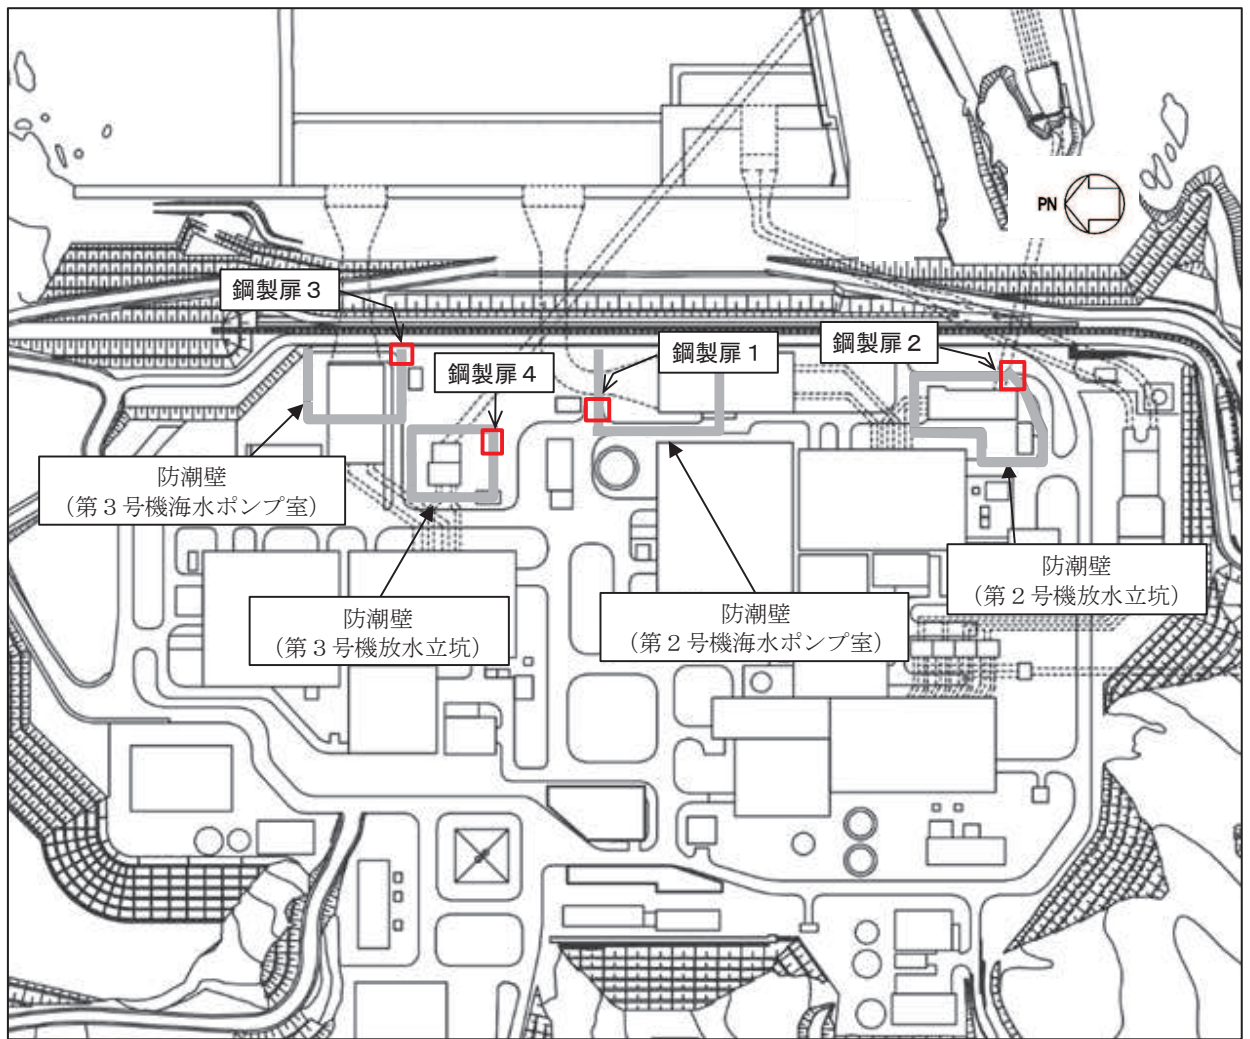 PN
鋼製扉3
鋼製扉1
鋼製扉2
鋼製扉4
防潮壁
(第3号機海水ポンプ室)
防潮壁
(第3号機放水立坑)
防潮壁
(第2号機海水ポンプ室)
防潮壁
(第2号機放水立坑)